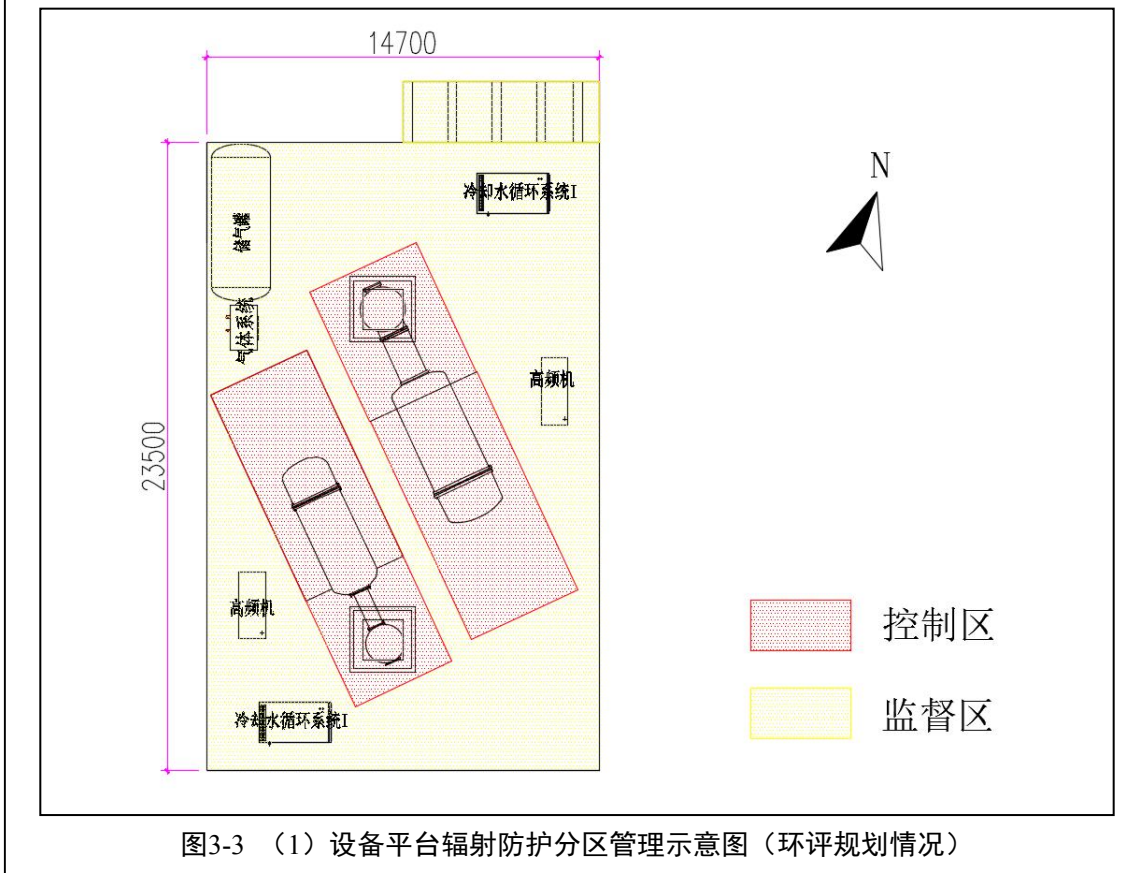 14700
N
冷却水循环系统I
储气罐
气体系统
高频机
23500
高频机
控制区
冷却水循环系统I
监督区
图3-3 （1）设备平台辐射防护分区管理示意图（环评规划情况）